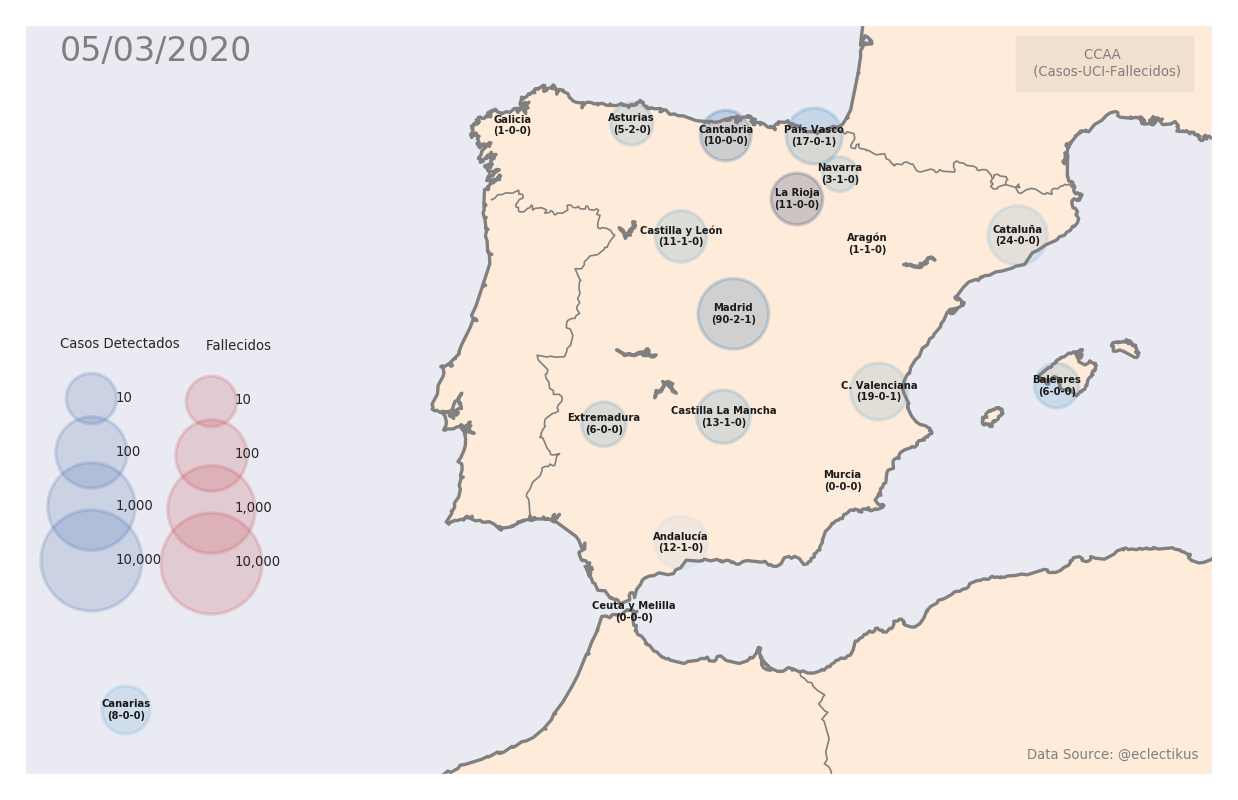 05/03/2020
CCAA
(Casos-UCI-Fallecidos)
Galicia
(1-0-0)
Asturias
(5-2-0)
Cantabria
(10-0-0)
País Vasco
(17-0-1)
Navarra
(3-1-0)
La Rioja
(11-0-0)
Castilla y León
(11-1-0)
Aragón
(1-1-0)
Cataluña
(24-0-0)
Madrid
(90-2-1)
C. Valenciana
(19-0-1)
Baleares
(6-0-0)
Extremadura
(6-0-0)
Castilla La Mancha
(13-1-0)
Murcia
(0-0-0)
Andalucía
(12-1-0)
Ceuta y Melilla
(0-0-0)
Canarias
(8-0-0)
Casos Detectados
10
100
1,000
10,000
Fallecidos
10
100
1,000
10,000
Data Source: @eclectikus